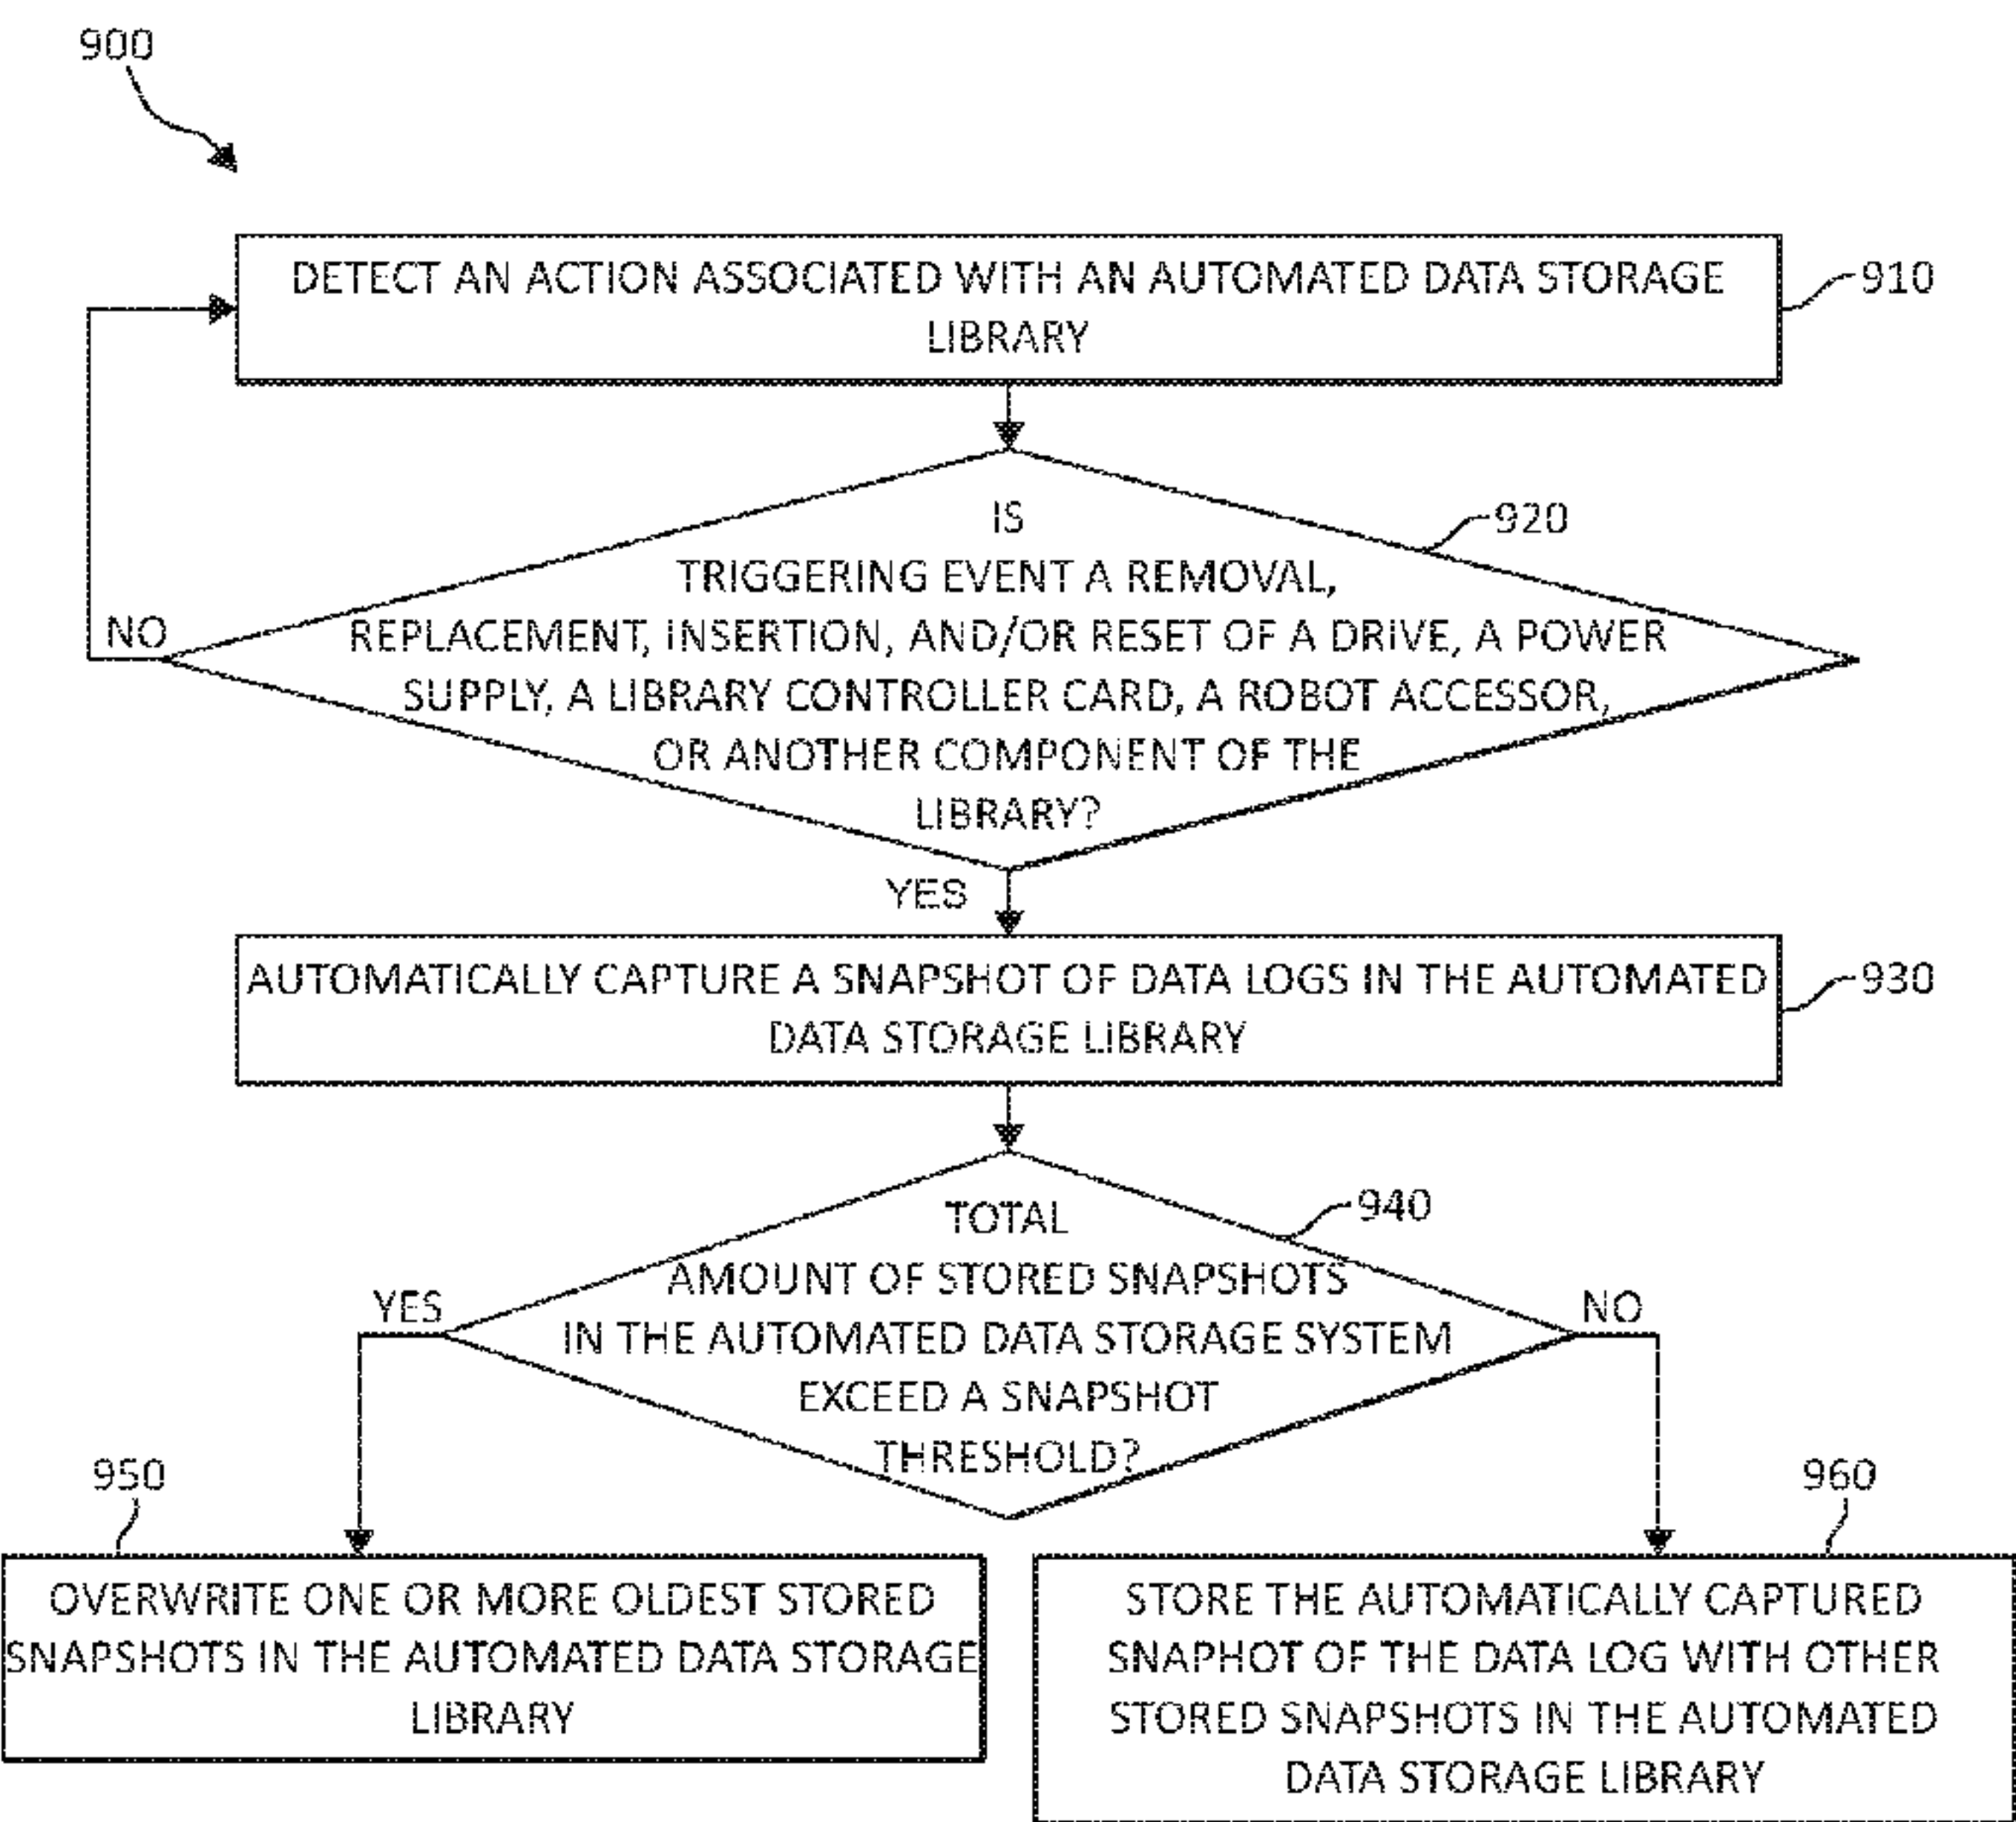 900
DETECT AN ACTION ASSOCIATED WITH AN AUTOMATED DATA STORAGE
LIBRARY
910
IS
920
TRIGGERING EVENT A REMOVAL,
NO
REPLACEMENT, INSERTION, AND/OR RESET OF A DRIVE, A POWER
SUPPLY, A LIBRARY CONTROLLER CARD, A ROBOT ACCESSOR,
OR ANOTHER COMPONENT OF THE
LIBRARY?
YES
AUTOMATICALLY CAPTURE A SNAPSHOT OF DATA LOGS IN THE AUTOMATED
DATA STORAGE LIBRARY
930
TOTAL
940
AMOUNT OF STORED SNAPSHOTS
IN THE AUTOMATED DATA STORAGE SYSTEM
EXCEED A SNAPSHOT
THRESHOLD?
YES
NO
950
OVERWRITE ONE OR MORE OLDEST STORED
SNAPSHOTS IN THE AUTOMATED DATA STORAGE
LIBRARY
960
STORE THE AUTOMATICALLY CAPTURED
SNAPHOT OF THE DATA LOG WITH OTHER
STORED SNAPSHOTS IN THE AUTOMATED
DATA STORAGE LIBRARY